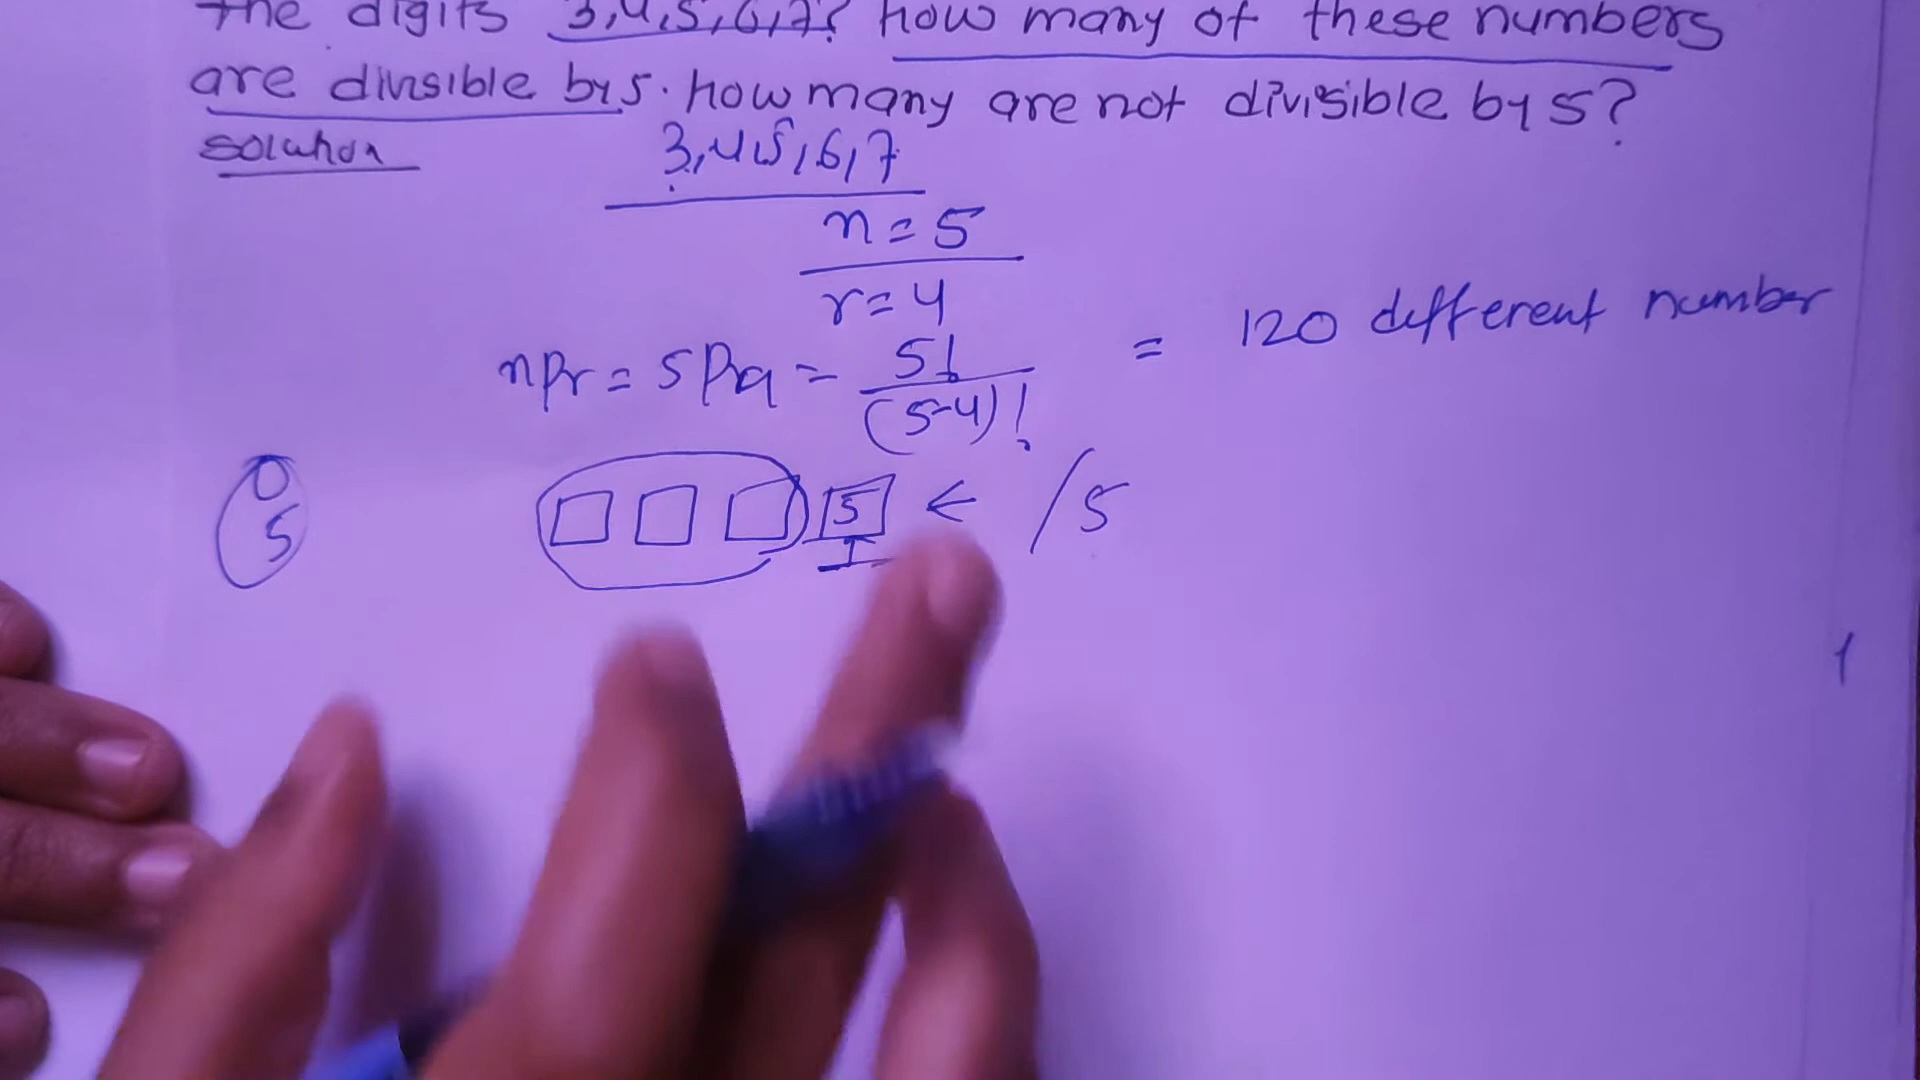 The digits 3,4,5,6,7? how many of these numbers
are divisible by 5. how many are not divisible by 5?
solution
3,4,5,6,7
n=5
r=4
nPr = 5P4 = 5!/(5-4)! = 120 different number
0
5
5 ← /5
1